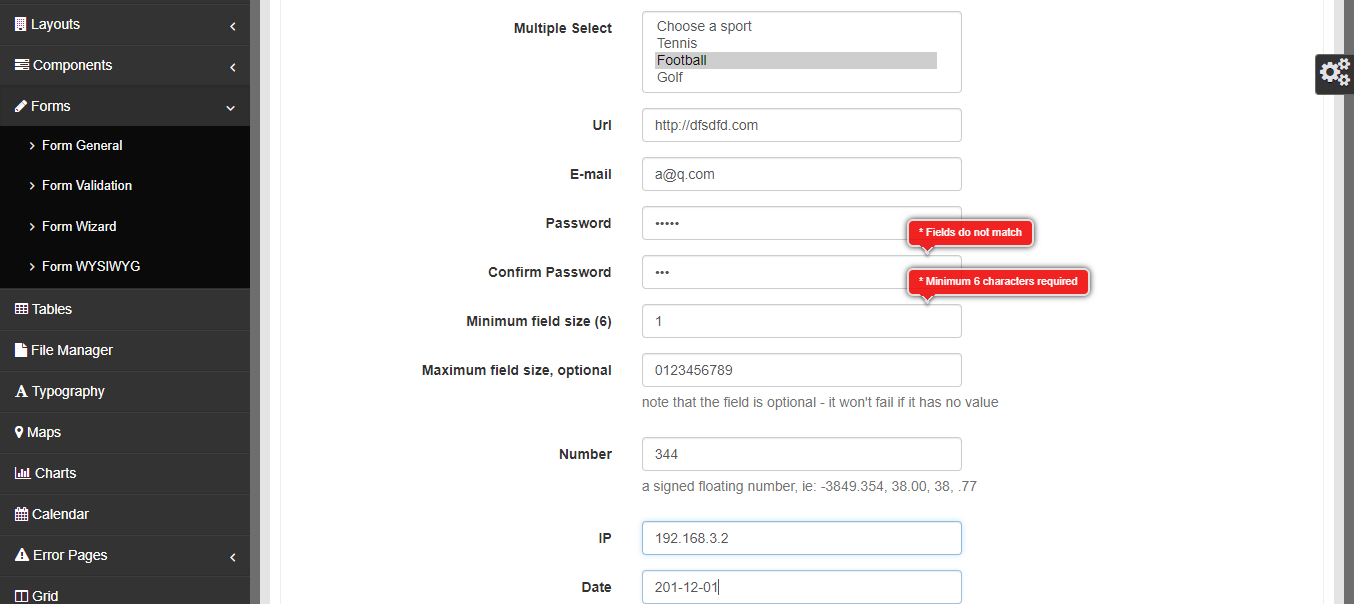 Layouts
Components
Forms
Form General
Form Validation
Form Wizard
Form WYSIWYG
Tables
File Manager
Typography
Maps
Charts
Calendar
Error Pages
Grid
Multiple Select
Choose a sport
Tennis
Football
Golf
Url http://dfsdfd.com
E-mail a@q.com
Password •••••
* Fields do not match
Confirm Password •••
* Minimum 6 characters required
Minimum field size (6) 1
Maximum field size, optional 0123456789
note that the field is optional - it won't fail if it has no value
Number 344
a signed floating number, ie: -3849.354, 38.00, 38, .77
IP 192.168.3.2
Date 201-12-01